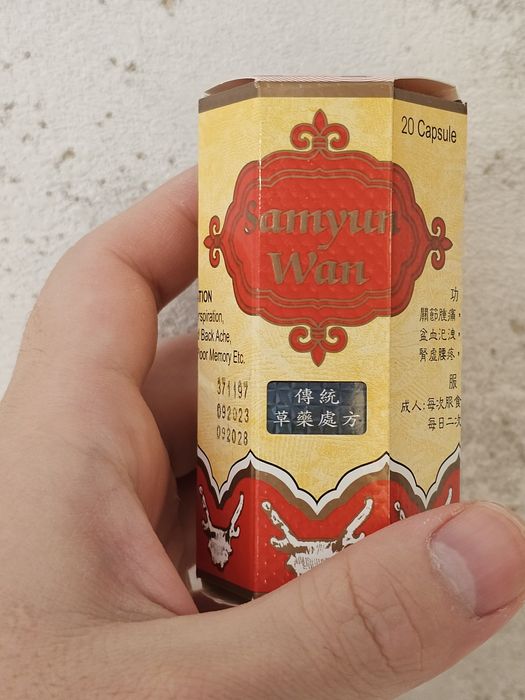 20 Capsule
Samyun
Wan
TION
rspiration,
Back Ache,
oor Memory Etc.
371197
092023
092028
傳統
草藥處方
功
關節腫痛，
盆血氾洩，
腎虛腰疼，
服
成人：每次服食
每日二次